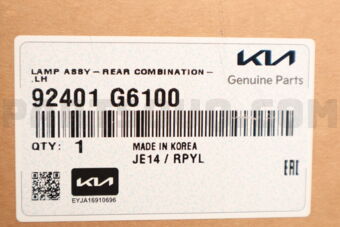 KIA
Genuine Parts
LAMP ASSY-REAR COMBINATION-
.LH
92401 G6100
QTY: 1
MADE IN KOREA
JE14 / RPYL
KIA
EAC
EYJA16910696